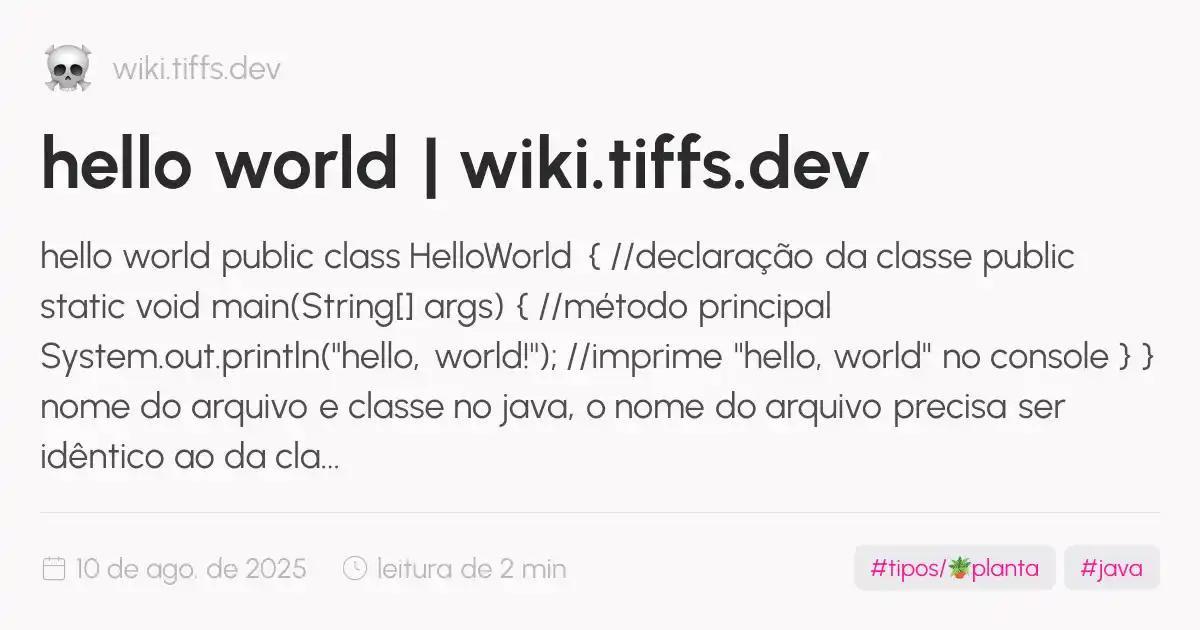 wiki.tiffs.dev
hello world | wiki.tiffs.dev
hello world public class HelloWorld { //declaração da classe public
static void main(String[] args) { //método principal
System.out.println("hello, world!"); //imprime "hello, world" no console } }
nome do arquivo e classe no java, o nome do arquivo precisa ser
idêntico ao da cla...
10 de ago. de 2025 leitura de 2 min #tipos/🪴planta #java